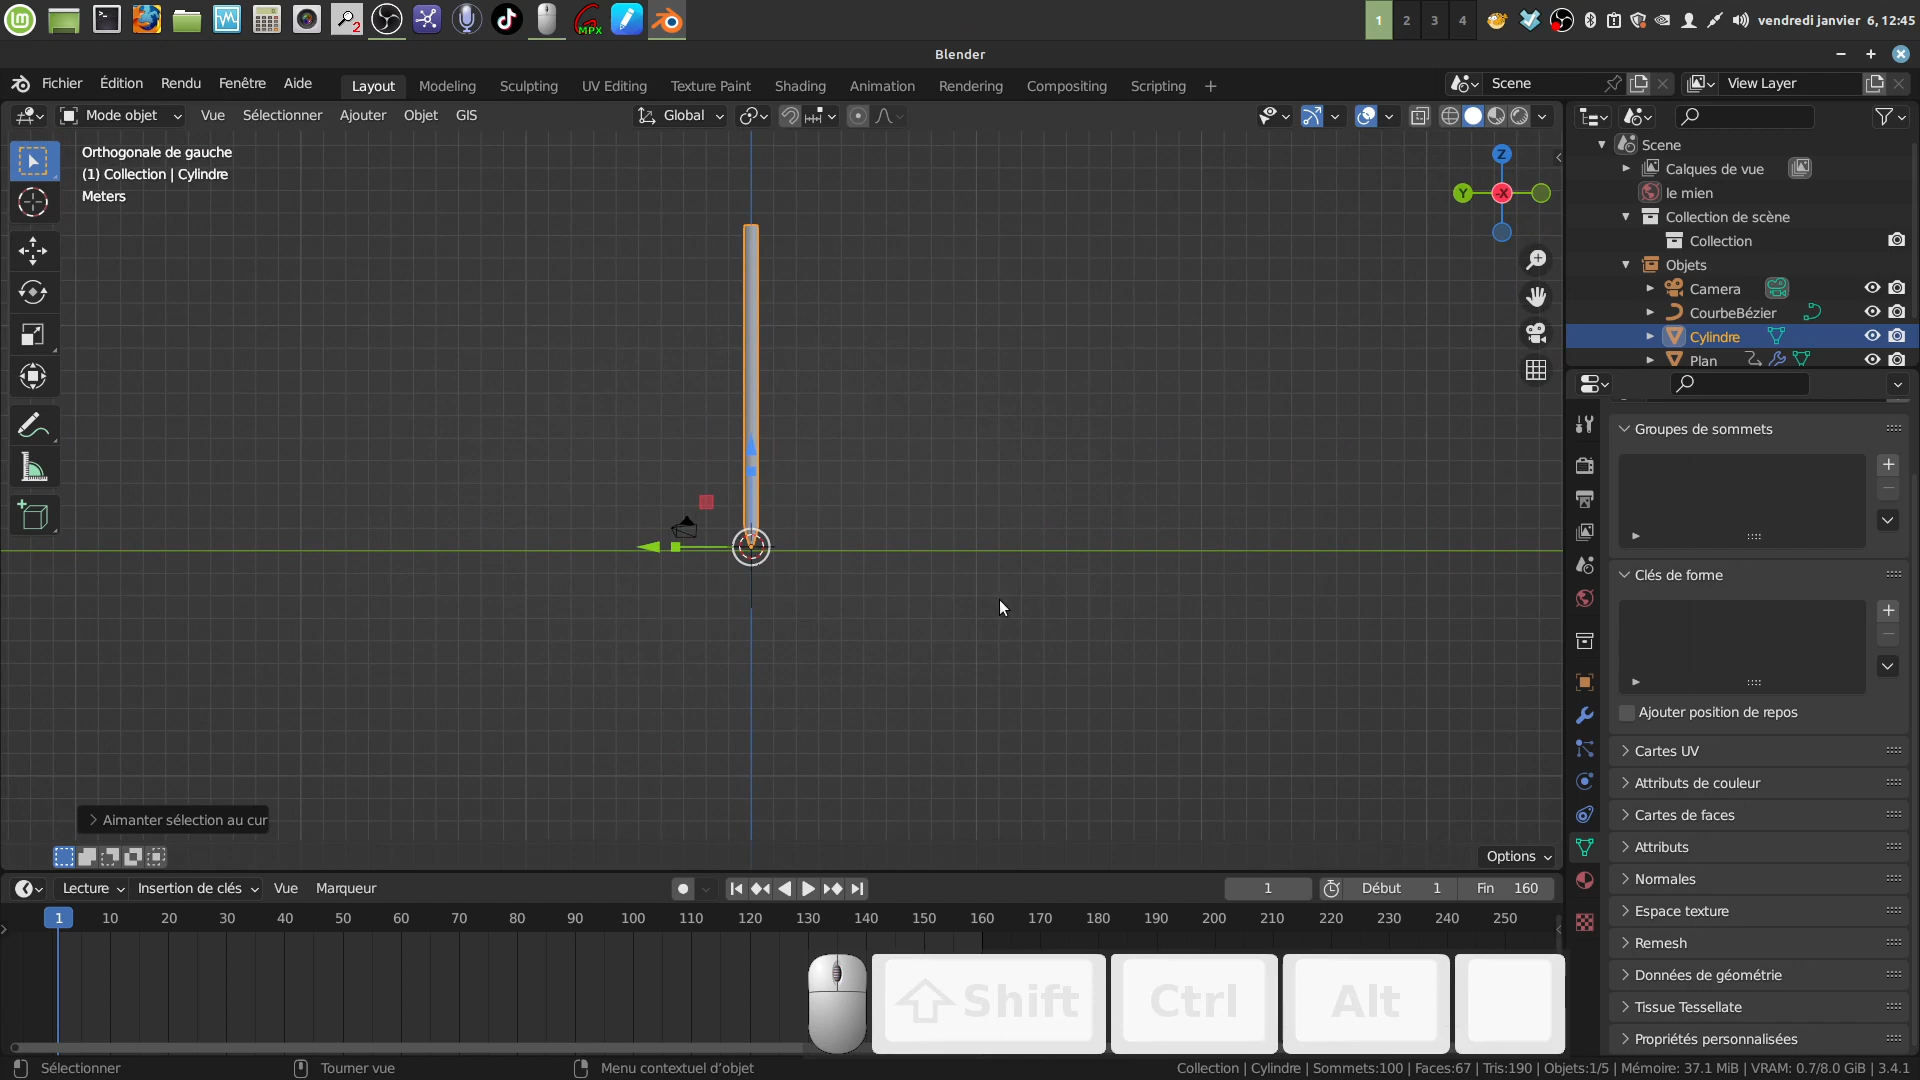 2
MPX
1 2 3 4
vendredi janvier 6, 12:45
Blender
Fichier Édition Rendu Fenêtre Aide
Layout Modeling Sculpting UV Editing Texture Paint Shading Animation Rendering Compositing Scripting +
Scene
View Layer
Mode objet Vue Sélectionner Ajouter Objet GIS
Global
Orthogonale de gauche
(1) Collection | Cylindre
Meters
Z
Y
-X
Scene
Calques de vue
le mien
Collection de scène
Collection
Objets
Camera
CourbeBézier
Cylindre
Plan
Groupes de sommets
Clés de forme
Ajouter position de repos
Cartes UV
Attributs de couleur
Cartes de faces
Attributs
Normales
Espace texture
Remesh
Données de géométrie
Tissue Tessellate
Propriétés personnalisées
Aimanter sélection au cur
Options
Lecture Insertion de clés Vue Marqueur
1
Début 1
Fin 160
1 10 20 30 40 50 60 70 80 90 100 110 120 130 140 150 160 170 180 190 200 210 220 230 240 250
Shift Ctrl Alt
Sélectionner
Tourner vue
Menu contextuel d'objet
Collection | Cylindre | Sommets:100 | Faces:67 | Tris:190 | Objets:1/5 | Mémoire: 37.1 MiB | VRAM: 0.7/8.0 GiB | 3.4.1